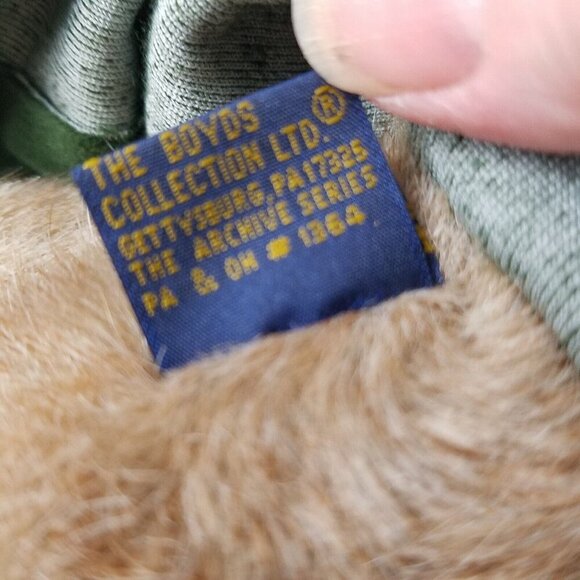 THE BOYDS
COLLECTION LTD.®
GETTYSBURG, PA 17325
THE ARCHIVE SERIES
PA & OH # 1364